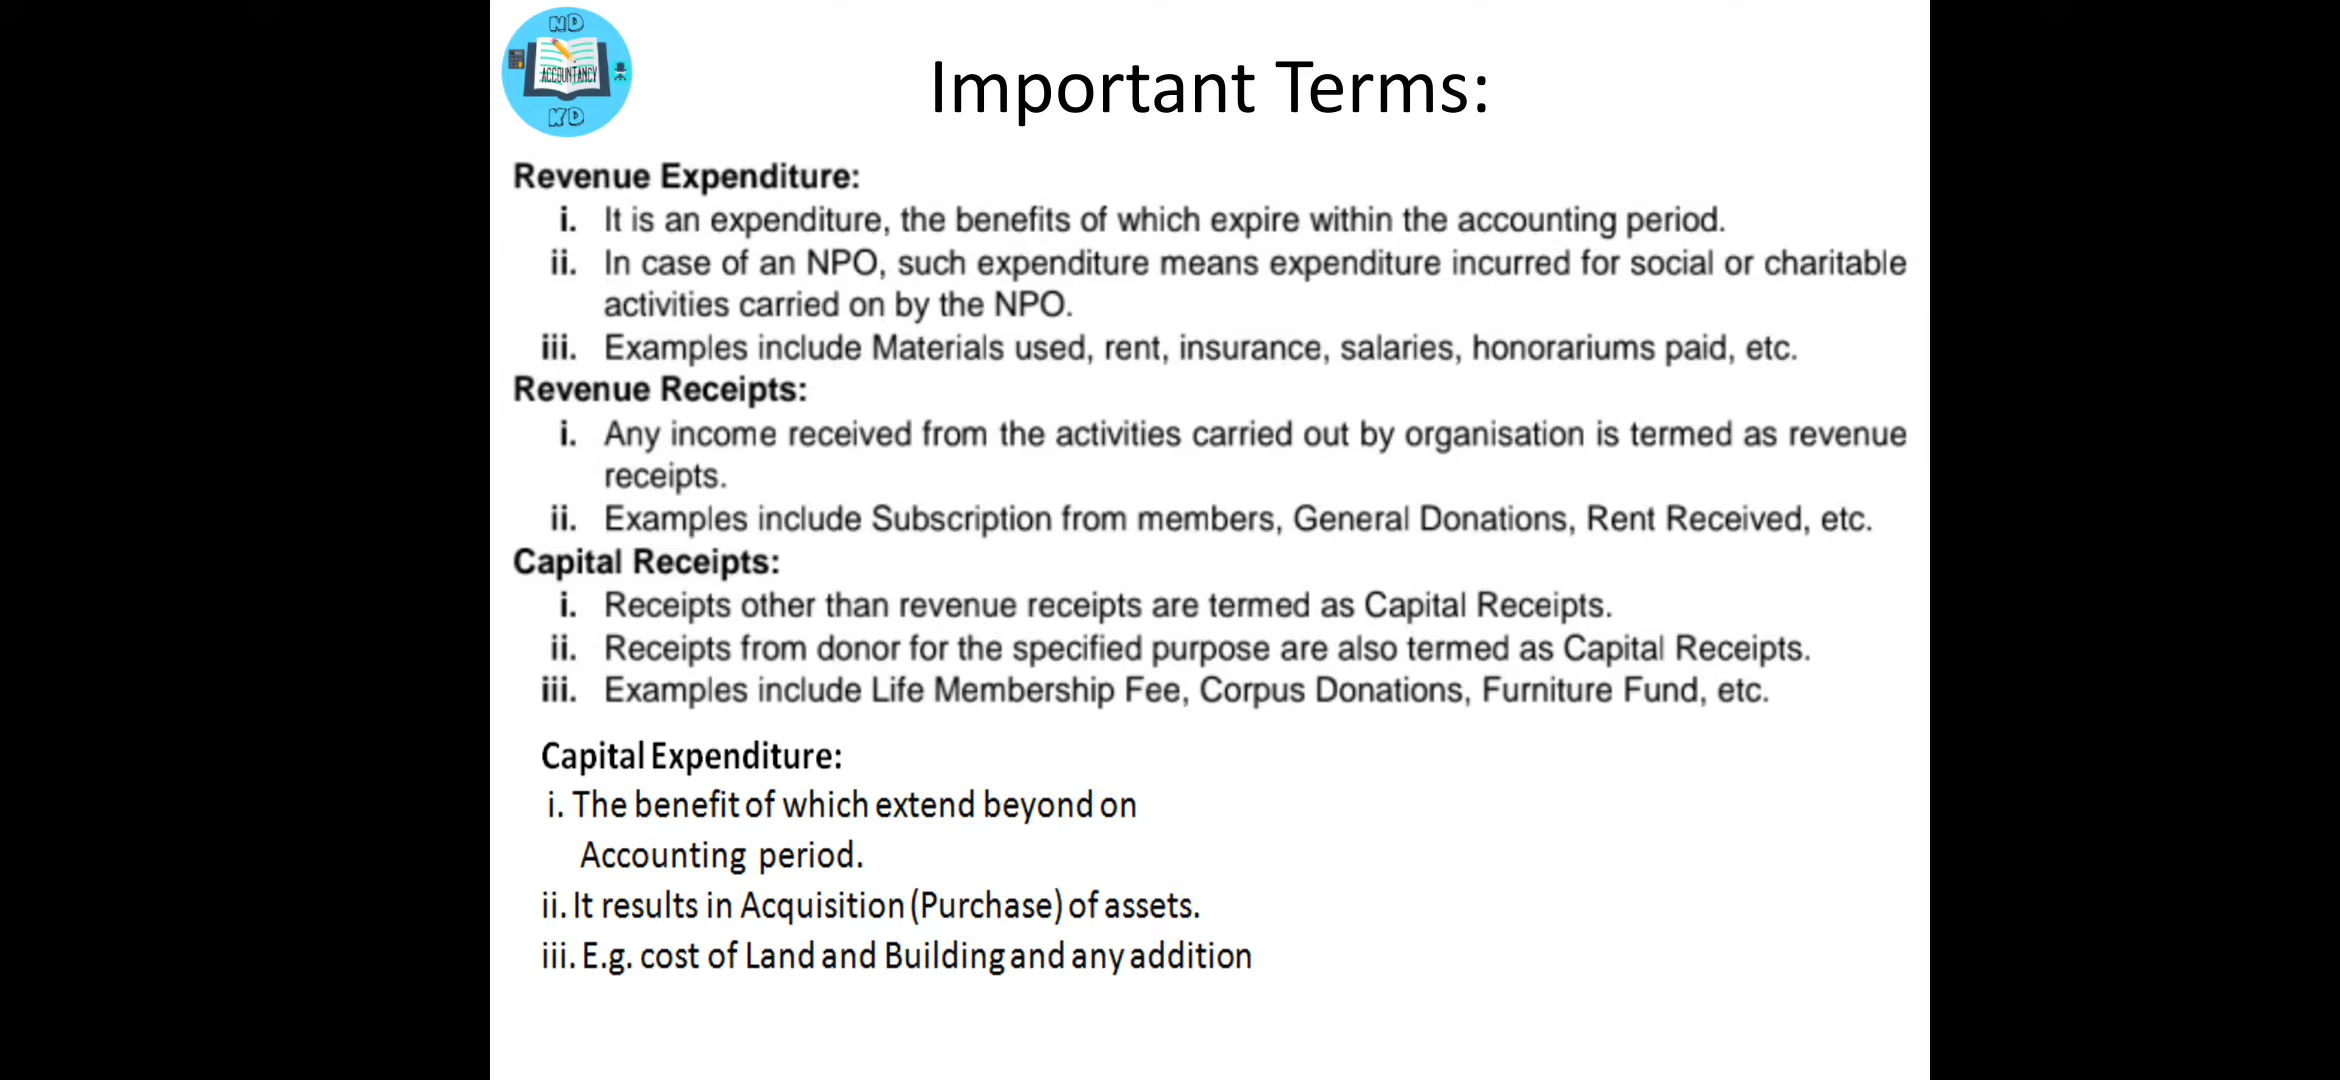 ND
ACCOUNTANCY
KD
Important Terms:
Revenue Expenditure:
i. It is an expenditure, the benefits of which expire within the accounting period.
ii. In case of an NPO, such expenditure means expenditure incurred for social or charitable
activities carried on by the NPO.
iii. Examples include Materials used, rent, insurance, salaries, honorariums paid, etc.
Revenue Receipts:
i. Any income received from the activities carried out by organisation is termed as revenue
receipts.
ii. Examples include Subscription from members, General Donations, Rent Received, etc.
Capital Receipts:
i. Receipts other than revenue receipts are termed as Capital Receipts.
ii. Receipts from donor for the specified purpose are also termed as Capital Receipts.
iii. Examples include Life Membership Fee, Corpus Donations, Furniture Fund, etc.
Capital Expenditure:
i. The benefit of which extend beyond on
Accounting period.
ii. It results in Acquisition (Purchase) of assets.
iii. E.g. cost of Land and Building and any addition